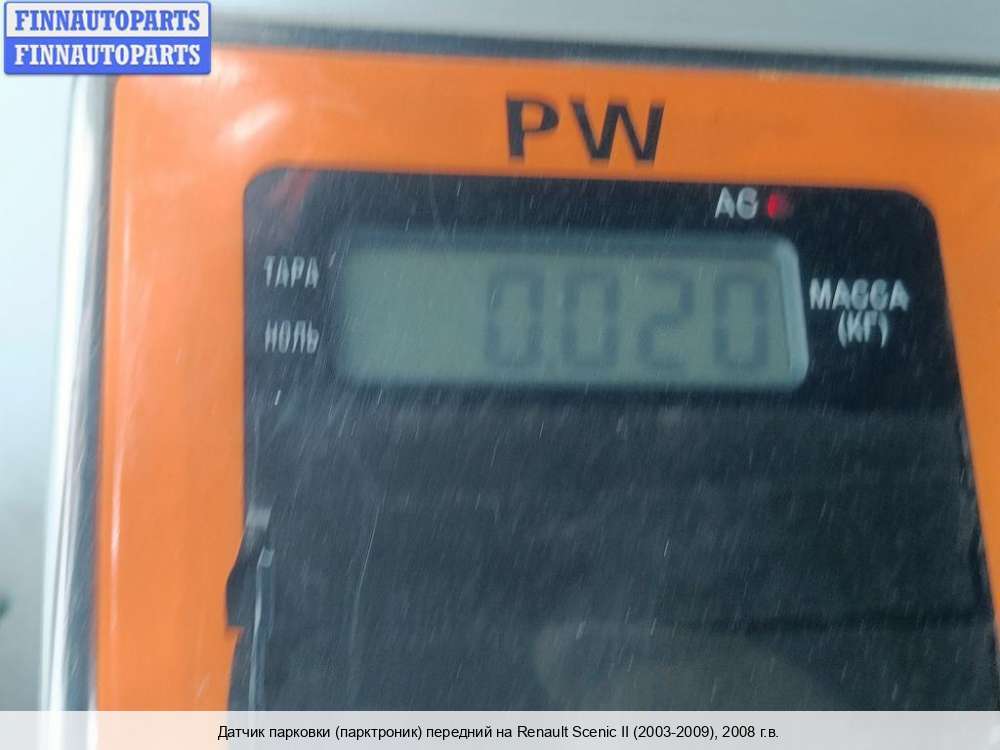 FINNAUTOPARTS
FINNAUTOPARTS
PW
AC
ТАРА
0.020
МАССА
(КГ)
НОЛЬ
Датчик парковки (парктроник) передний на Renault Scenic II (2003-2009), 2008 г.в.